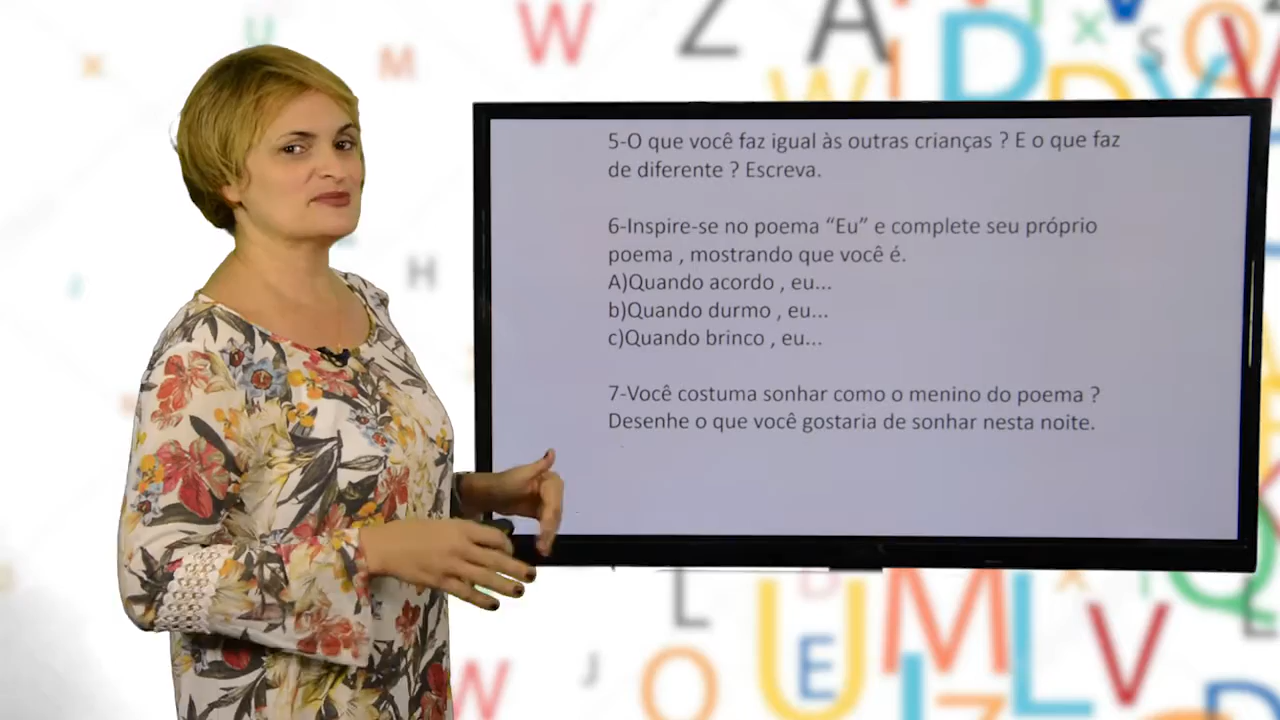 5-O que você faz igual às outras crianças ? E o que faz
de diferente ? Escreva.
6-Inspire-se no poema “Eu” e complete seu próprio
poema , mostrando que você é.
A)Quando acordo , eu...
b)Quando durmo , eu...
c)Quando brinco , eu...
7-Você costuma sonhar como o menino do poema ?
Desenhe o que você gostaria de sonhar nesta noite.